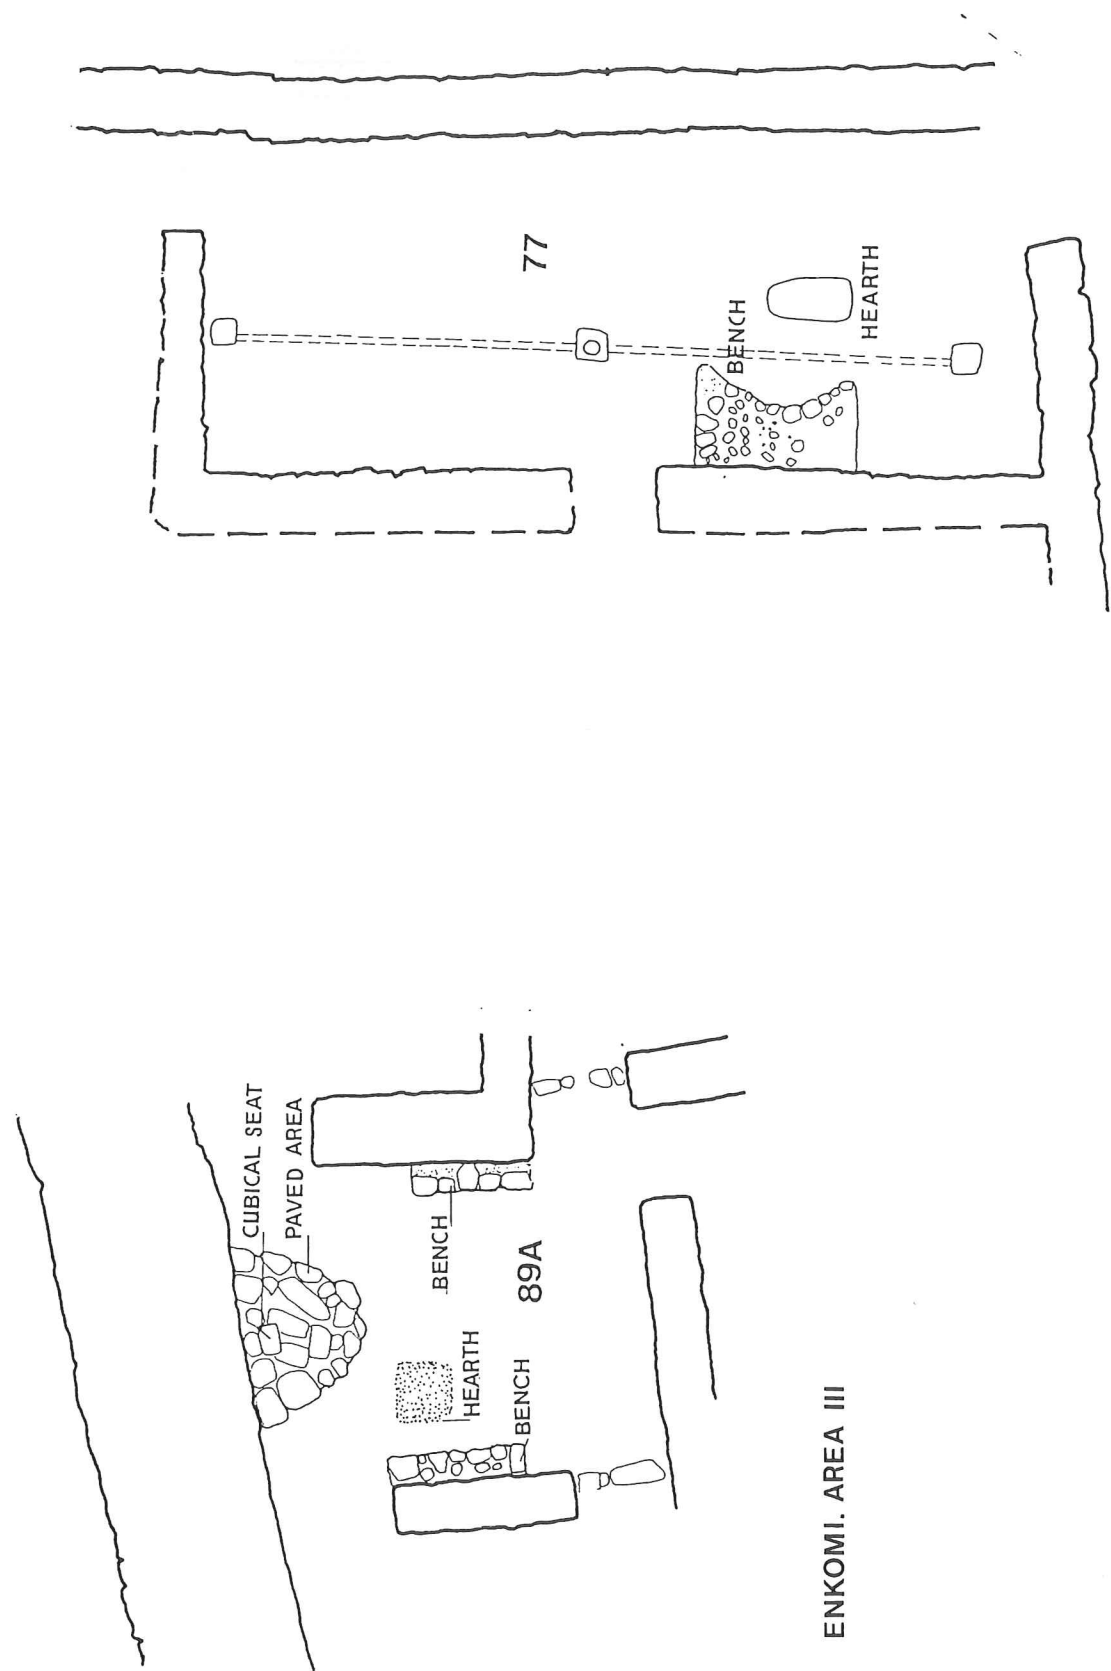 CUBICAL SEAT
PAVED AREA
BENCH
HEARTH
89A
BENCH
77
BENCH
HEARTH
ENKOMI. AREA III